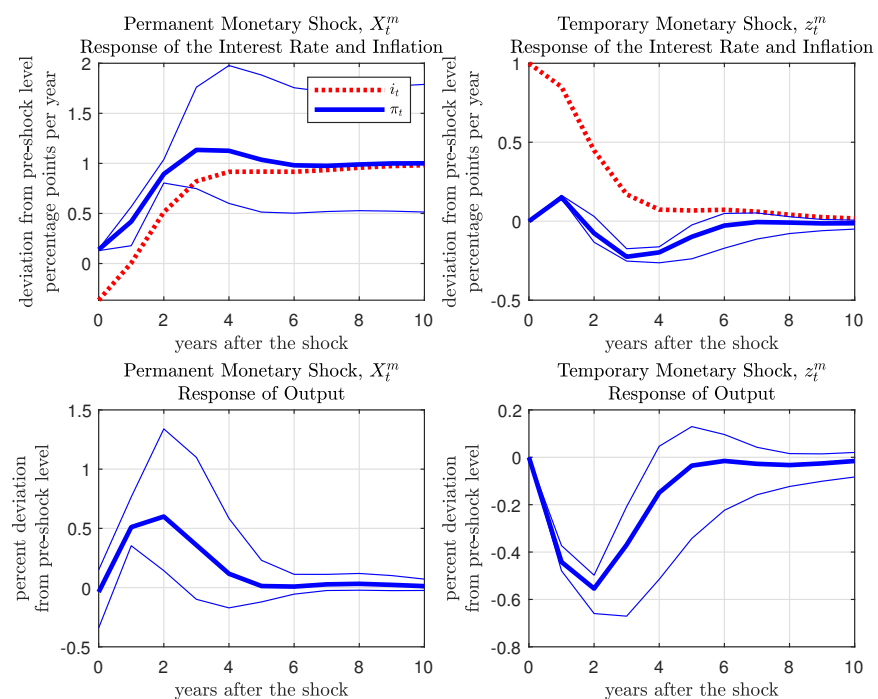 Permanent Monetary Shock, X_t^m
Response of the Interest Rate and Inflation
deviation from pre-shock level
percentage points per year
2
1.5
1
0.5
0
i_t
π_t
0 2 4 6 8 10
years after the shock
Temporary Monetary Shock, z_t^m
Response of the Interest Rate and Inflation
deviation from pre-shock level
percentage points per year
1
0.5
0
-0.5
0 2 4 6 8 10
years after the shock
Permanent Monetary Shock, X_t^m
Response of Output
percent deviation
from pre-shock level
1.5
1
0.5
0
-0.5
0 2 4 6 8 10
years after the shock
Temporary Monetary Shock, z_t^m
Response of Output
percent deviation
from pre-shock level
0.2
0
-0.2
-0.4
-0.6
-0.8
0 2 4 6 8 10
years after the shock